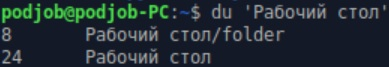 podjob@podjob-PC:~$ du 'Рабочий стол'
8 Рабочий стол/folder
24 Рабочий стол